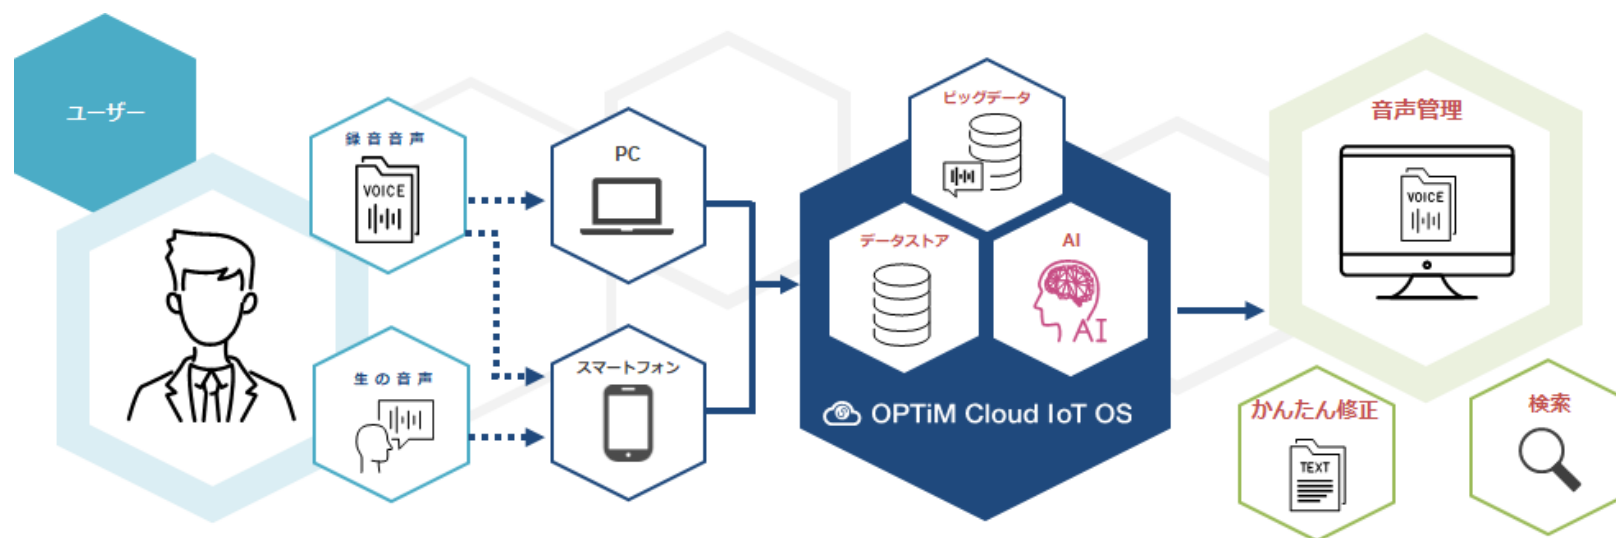 ユーザー
録音音声
VOICE
生の音声
PC
スマートフォン
ビッグデータ
データストア
AI
AI
OPTiM Cloud IoT OS
音声管理
VOICE
かんたん修正
TEXT
検索